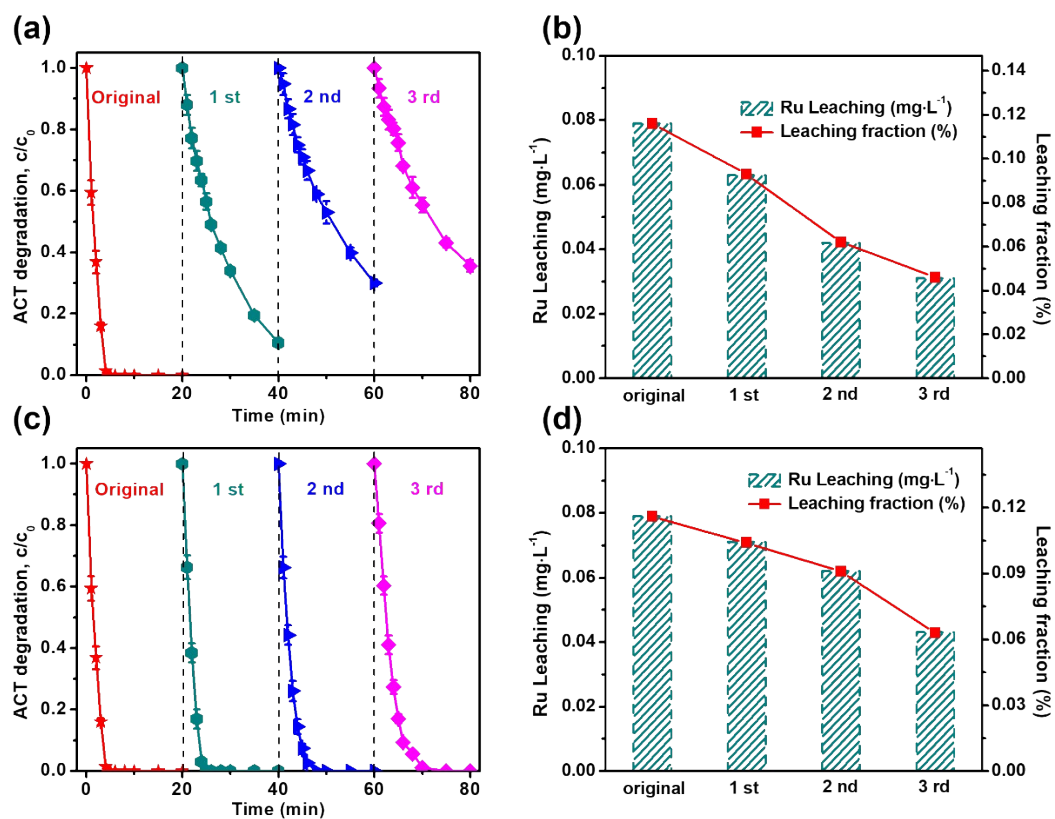 (a)
ACT degradation, c/c₀
1.0
0.8
0.6
0.4
0.2
0.0
Original
1 st
2 nd
3 rd
0 20 40 60 80
Time (min)
(b)
Ru Leaching (mg·L⁻¹)
0.10
0.08
0.06
0.04
0.02
0.00
Ru Leaching (mg·L⁻¹)
Leaching fraction (%)
original 1 st 2 nd 3 rd
0.14
0.12
0.10
0.08
0.06
0.04
0.02
0.00
Leaching fraction
(%)
(c)
ACT degradation, c/c₀
1.0
0.8
0.6
0.4
0.2
0.0
Original
1 st
2 nd
3 rd
0 20 40 60 80
Time (min)
(d)
Ru Leaching (mg·L⁻¹)
0.10
0.08
0.06
0.04
0.02
0.00
Ru Leaching (mg·L⁻¹)
Leaching fraction (%)
original 1 st 2 nd 3 rd
0.12
0.09
0.06
0.03
0.00
Leaching fraction
(%)